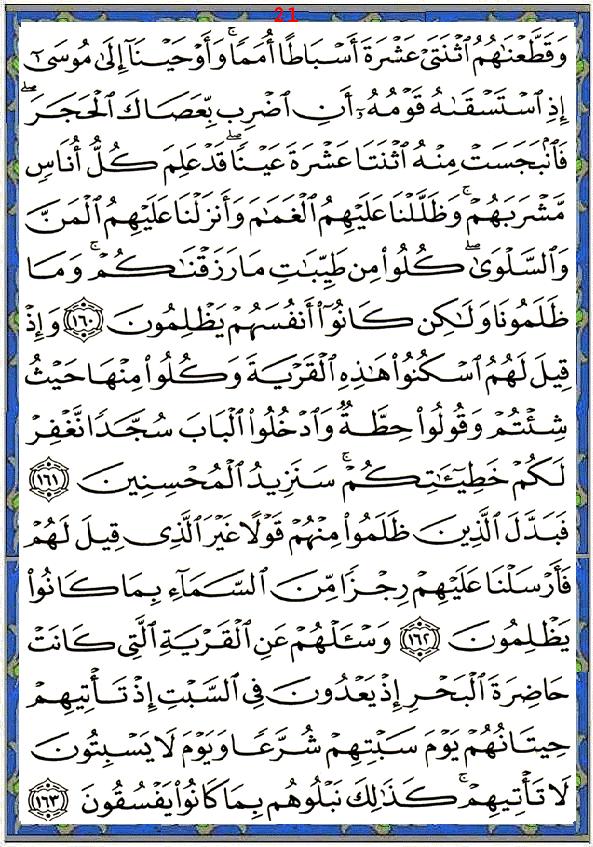 21
وَقَطَّعْنَٰهُمُ ٱثْنَتَىْ عَشْرَةَ أَسْبَاطًا أُمَمًا ۚ وَأَوْحَيْنَآ إِلَىٰ مُوسَىٰٓ
إِذِ ٱسْتَسْقَىٰهُ قَوْمُهُۥٓ أَنِ ٱضْرِب بِّعَصَاكَ ٱلْحَجَرَ ۖ
فَٱنۢبَجَسَتْ مِنْهُ ٱثْنَتَا عَشْرَةَ عَيْنًا ۖ قَدْ عَلِمَ كُلُّ أُنَاسٍ
مَّشْرَبَهُمْ ۚ وَظَلَّلْنَا عَلَيْهِمُ ٱلْغَمَٰمَ وَأَنزَلْنَا عَلَيْهِمُ ٱلْمَنَّ
وَٱلسَّلْوَىٰ ۖ كُلُوا۟ مِن طَيِّبَٰتِ مَا رَزَقْنَٰكُمْ ۚ وَمَا
ظَلَمُونَا وَلَٰكِن كَانُوٓا۟ أَنفُسَهُمْ يَظْلِمُونَ ١٦٠ وَإِذْ
قِيلَ لَهُمُ ٱسْكُنُوا۟ هَٰذِهِ ٱلْقَرْيَةَ وَكُلُوا۟ مِنْهَا حَيْثُ
شِئْتُمْ وَقُولُوا۟ حِطَّةٌ وَٱدْخُلُوا۟ ٱلْبَابَ سُجَّدًا نَّغْفِرْ
لَكُمْ خَطِيٓـَٰٔتِكُمْ ۚ سَنَزِيدُ ٱلْمُحْسِنِينَ ١٦١
فَبَدَّلَ ٱلَّذِينَ ظَلَمُوا۟ مِنْهُمْ قَوْلًا غَيْرَ ٱلَّذِى قِيلَ لَهُمْ
فَأَرْسَلْنَا عَلَيْهِمْ رِجْزًا مِّنَ ٱلسَّمَآءِ بِمَا كَانُوا۟
يَظْلِمُونَ ١٦٢ وَسْـَٔلْهُمْ عَنِ ٱلْقَرْيَةِ ٱلَّتِى كَانَتْ
حَاضِرَةَ ٱلْبَحْرِ إِذْ يَعْدُونَ فِى ٱلسَّبْتِ إِذْ تَأْتِيهِمْ
حِيتَانُهُمْ يَوْمَ سَبْتِهِمْ شُرَّعًا وَيَوْمَ لَا يَسْبِتُونَ
لَا تَأْتِيهِمْ ۚ كَذَٰلِكَ نَبْلُوهُم بِمَا كَانُوا۟ يَفْسُقُونَ ١٦٣